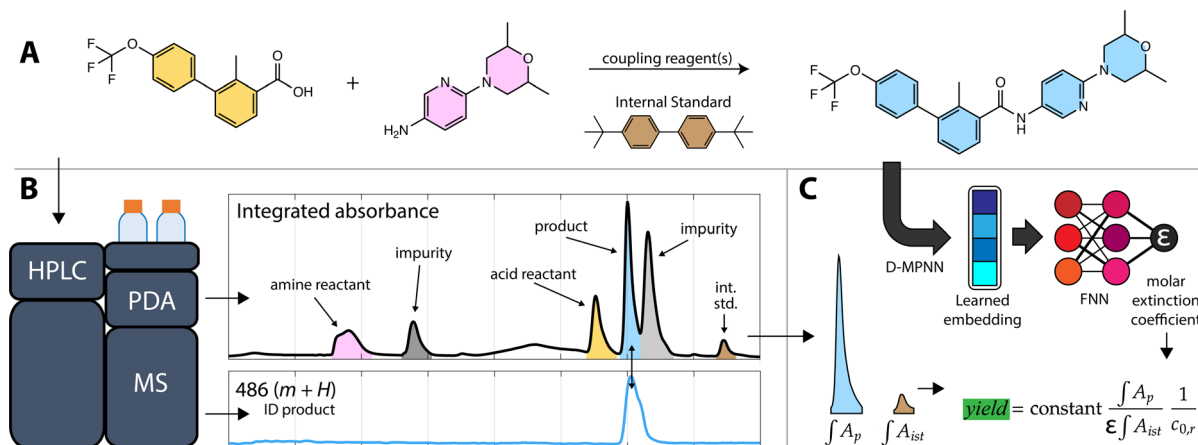 A
F
F
F
O
O
OH
+
H₂N
N
N
O
coupling reagent(s)
Internal Standard
F
F
F
O
O
N
H
N
N
O
B
HPLC
PDA
MS
Integrated absorbance
amine reactant
impurity
acid reactant
product
impurity
int.
std.
486 (m + H)
ID product
C
D-MPNN
Learned
embedding
FNN
ε
molar
extinction
coefficient
∫ Aₚ
∫ Aᵢₛₜ
yield = constant ∫ Aₚ / ε ∫ Aᵢₛₜ 1 / c₀,ᵣ